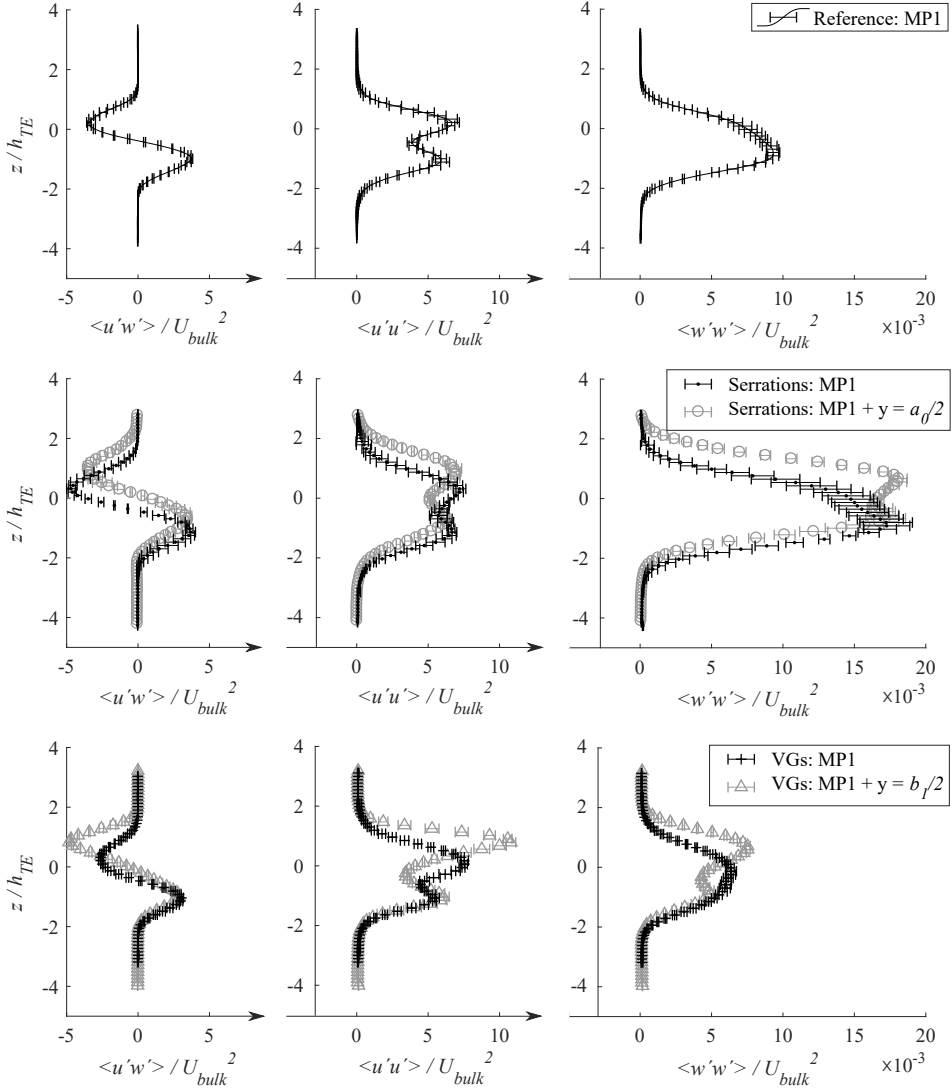 Reference: MP1
4
2
0
-2
-4
z / h_TE
4
2
0
-2
-4
4
2
0
-2
-4
-5 0 5
0 5 10
0 5 10 15 20
<u'w'> / U_bulk^2
<u'u'> / U_bulk^2
<w'w'> / U_bulk^2
×10^-3
Serrations: MP1
Serrations: MP1 + y = a_0/2
4
2
0
-2
-4
z / h_TE
4
2
0
-2
-4
4
2
0
-2
-4
-5 0 5
0 5 10
0 5 10 15 20
<u'w'> / U_bulk^2
<u'u'> / U_bulk^2
<w'w'> / U_bulk^2
×10^-3
VGs: MP1
VGs: MP1 + y = b_1/2
4
2
0
-2
-4
z / h_TE
4
2
0
-2
-4
4
2
0
-2
-4
-5 0 5
0 5 10
0 5 10 15 20
<u'w'> / U_bulk^2
<u'u'> / U_bulk^2
<w'w'> / U_bulk^2
×10^-3